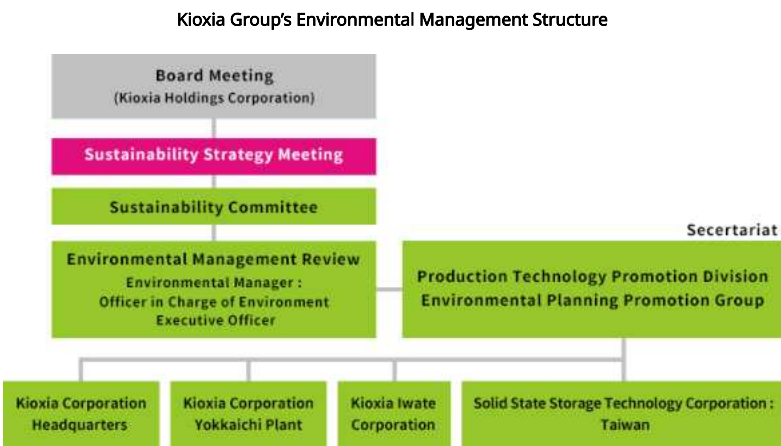 Kioxia Group's Environmental Management Structure
Board Meeting
(Kioxia Holdings Corporation)
Sustainability Strategy Meeting
Sustainability Committee
Environmental Management Review
Environmental Manager :
Officer in Charge of Environment
Executive Officer
Secertariat
Production Technology Promotion Division
Environmental Planning Promotion Group
Kioxia Corporation
Headquarters
Kioxia Corporation
Yokkaichi Plant
Kioxia Iwate
Corporation
Solid State Storage Technology Corporation :
Taiwan